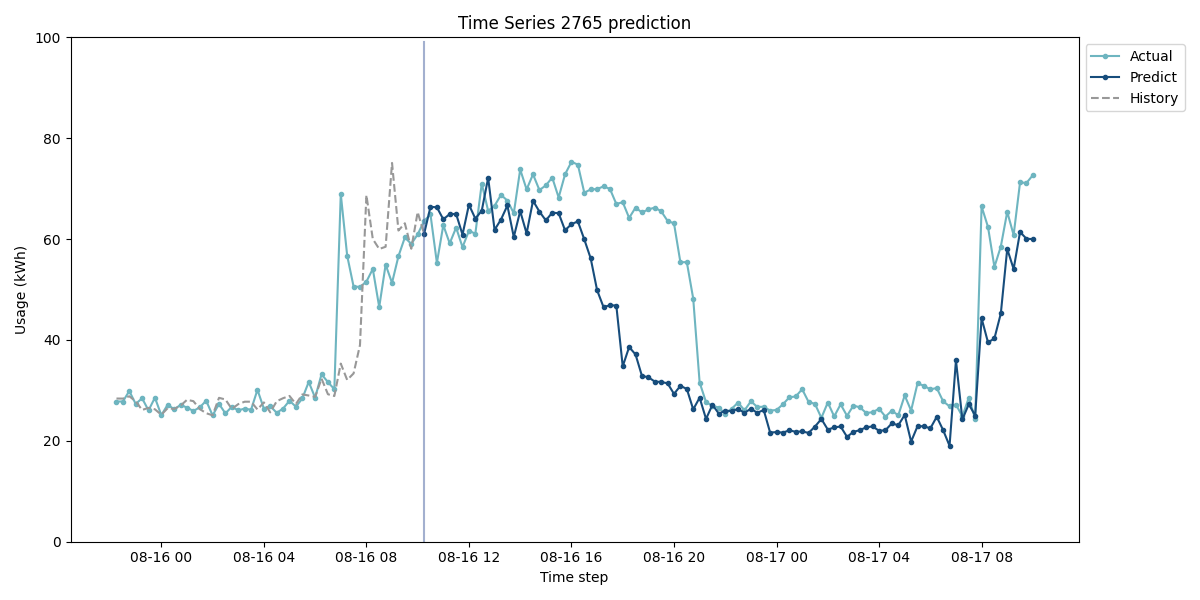 Time Series 2765 prediction
100
80
60
40
20
0
Usage (kWh)
08-16 00
08-16 04
08-16 08
08-16 12
08-16 16
08-16 20
08-17 00
08-17 04
08-17 08
Time step
Actual
Predict
History